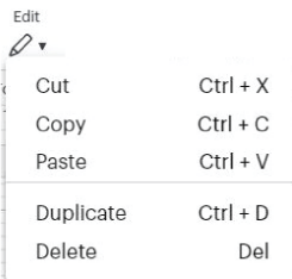 Edit
Cut Ctrl + X
Copy Ctrl + C
Paste Ctrl + V
Duplicate Ctrl + D
Delete Del